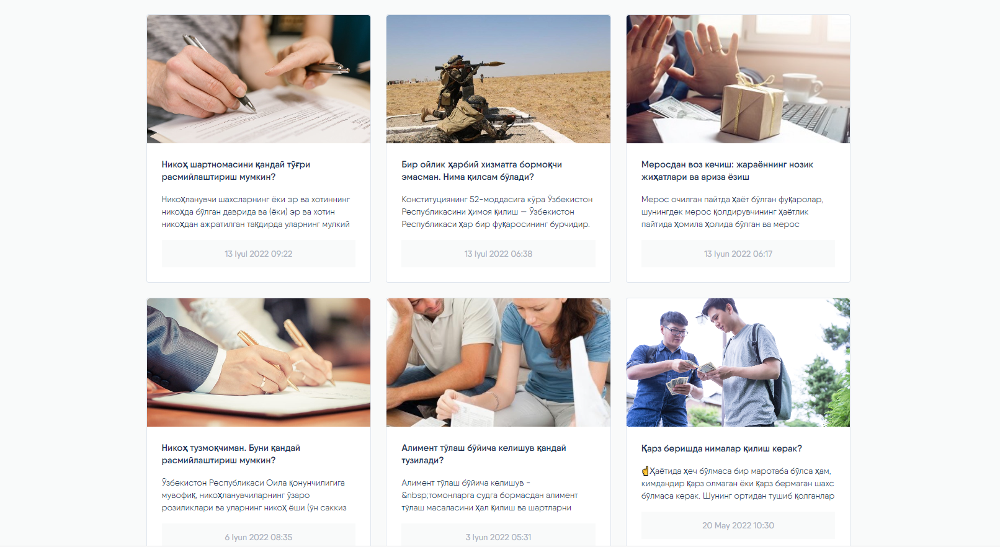 Никоҳ шартномасини қандай тўғри
расмийлаштириш мумкин?
Никоҳланувчи шахсларнинг ёки эр ва хотиннинг
никоҳда бўлган даврида ва (ёки) эр ва хотин
никоҳдан ажратилган тақдирда уларнинг мулкий
13 Iyul 2022 09:22
Бир ойлик ҳарбий хизматга бормоқчи
эмасман. Нима қилсам бўлади?
Конституциянинг 52-моддасига кўра Ўзбекистон
Республикасини ҳимоя қилиш — Ўзбекистон
Республикаси ҳар бир фуқаросининг бурчидир.
13 Iyul 2022 06:38
Меросдан воз кечиш: жараённинг нозик
жиҳатлари ва ариза ёзиш
Мерос очилган пайтда ҳаёт бўлган фуқаролар,
шунингдек мерос қолдирувчининг ҳаётлик
пайтида ҳомила ҳолида бўлган ва мерос
13 Iyun 2022 06:17
Никоҳ тузмоқчиман. Буни қандай
расмийлаштириш мумкин?
Ўзбекистон Республикаси Оила қонунчилигига
мувофиқ, никоҳланувчиларнинг ўзаро
розиликлари ва уларнинг никоҳ ёши (ўн саккиз
6 Iyun 2022 08:35
Алимент тўлаш бўйича келишув қандай
тузилади?
Алимент тўлаш бўйича келишув -
&nbsp;томонларга судга бормасдан алимент
тўлаш масаласини ҳал қилиш ва шартларни
3 Iyun 2022 05:31
Қарз беришда нималар қилиш керак?
☝Ҳаётида ҳеч бўлмаса бир маротаба бўлса ҳам,
кимдандир қарз олмаган ёки қарз бермаган шахс
бўлмаса керак. Шунинг ортидан тушиб қолганлар
20 May 2022 10:30